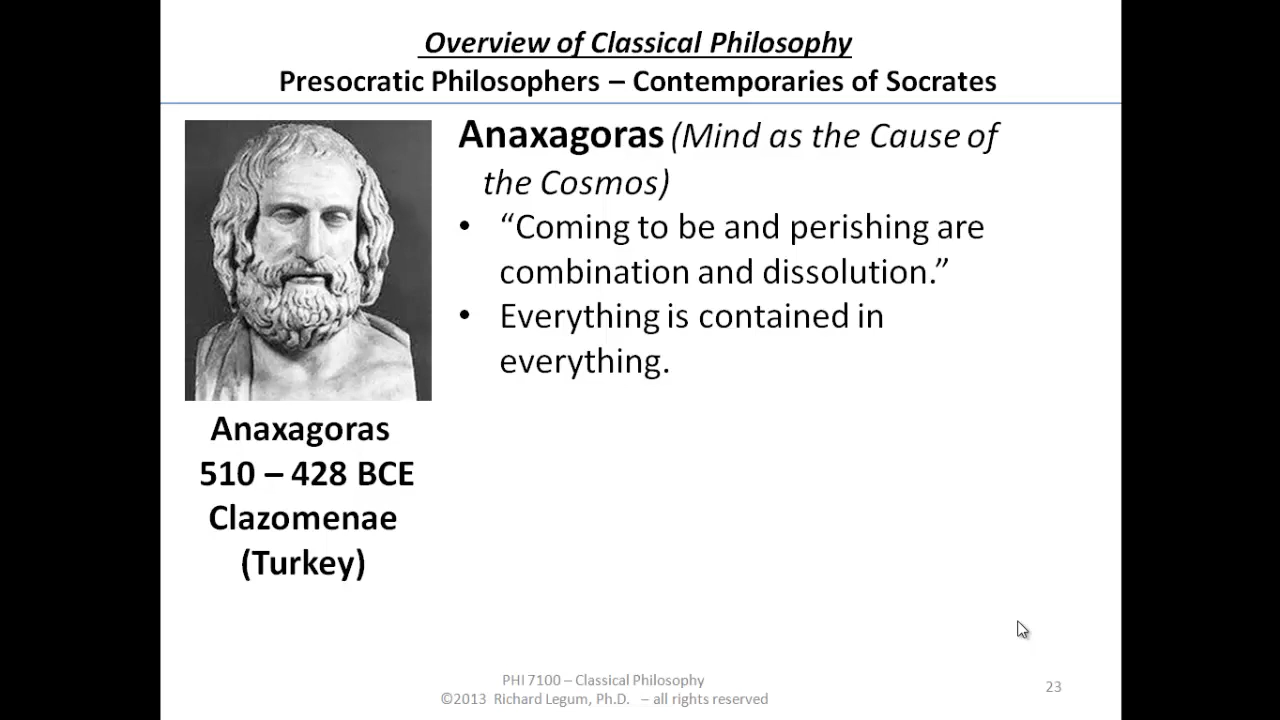 Overview of Classical Philosophy
Presocratic Philosophers – Contemporaries of Socrates
Anaxagoras (Mind as the Cause of
the Cosmos)
• “Coming to be and perishing are
combination and dissolution.”
• Everything is contained in
everything.
Anaxagoras
510 – 428 BCE
Clazomenae
(Turkey)
PHI 7100 – Classical Philosophy
©2013 Richard Legum, Ph.D. – all rights reserved
23